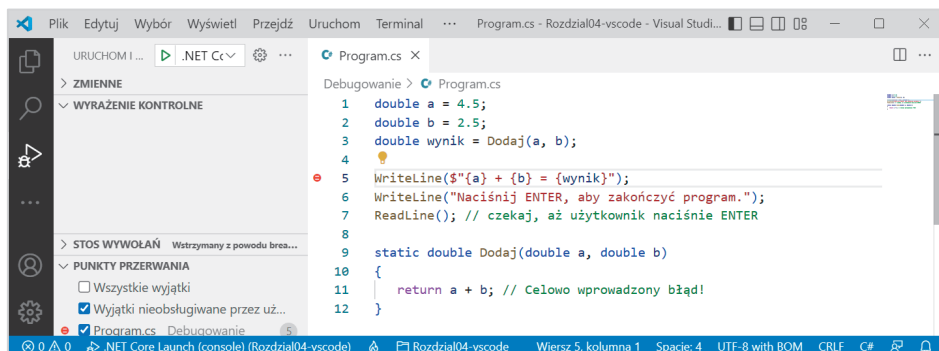 Plik Edytuj Wybór Wyświetl Przejdź Uruchom Terminal ··· Program.cs - Rozdzial04-vscode - Visual Studi...
URUCHOM I ... .NET Cc ···
ZMIENNE
WYRAŻENIE KONTROLNE
STOS WYWOŁAŃ Wstrzymany z powodu brea...
PUNKTY PRZERWANIA
Wszystkie wyjątki
Wyjątki nieobsługiwane przez uż...
Program.cs Debugowanie 5
C# Program.cs
Debugowanie > Program.cs
1 double a = 4.5;
2 double b = 2.5;
3 double wynik = Dodaj(a, b);
4
5 WriteLine($"{a} + {b} = {wynik}");
6 WriteLine("Naciśnij ENTER, aby zakończyć program.");
7 ReadLine(); // czekaj, aż użytkownik naciśnie ENTER
8
9 static double Dodaj(double a, double b)
10 {
11 return a + b; // Celowo wprowadzony błąd!
12 }
0 0 .NET Core Launch (console) (Rozdzial04-vscode) Rozdzial04-vscode Wiersz 5, kolumna 1 Spacje: 4 UTF-8 with BOM CRLF C#